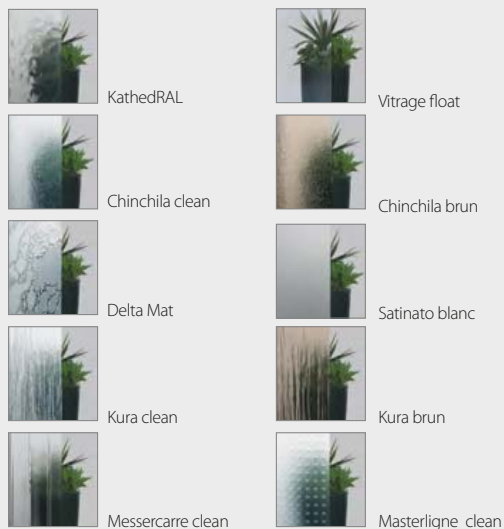 KathedRAL
Vitrage float
Chinchila clean
Chinchila brun
Delta Mat
Satinato blanc
Kura clean
Kura brun
Messercarre clean
Masterligne clean